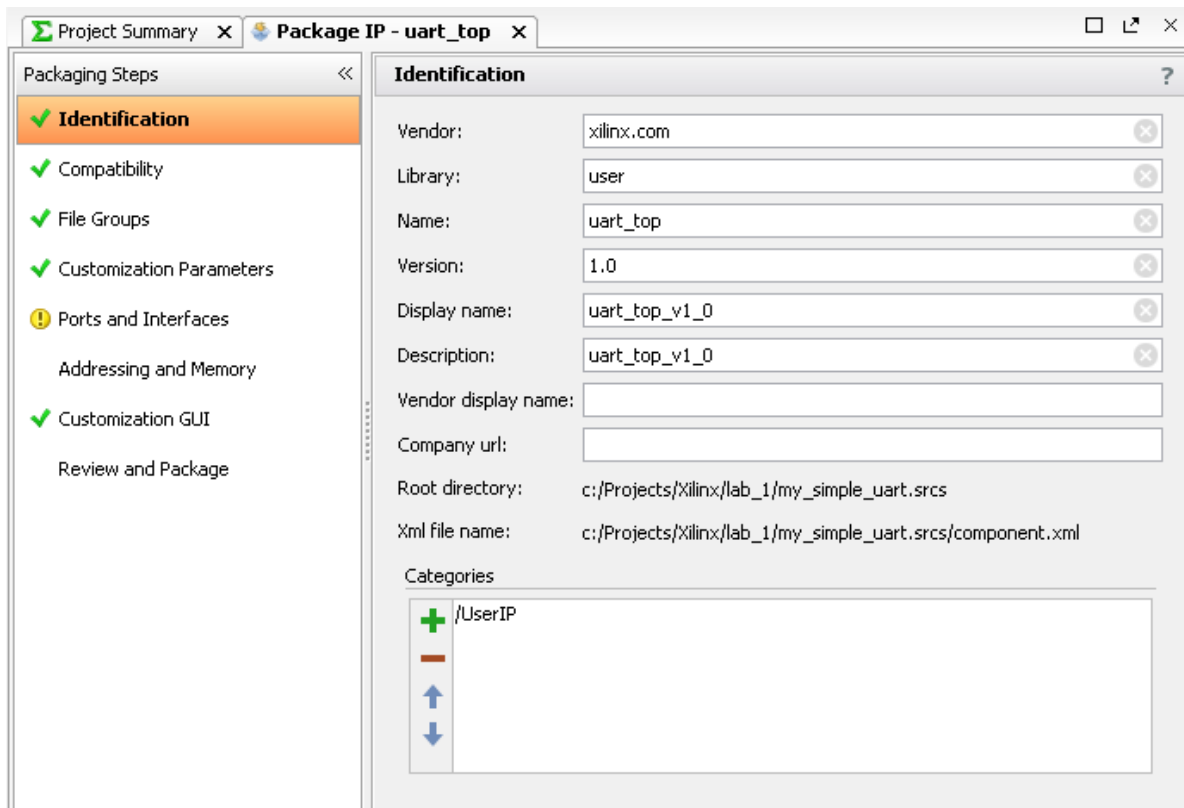 Project Summary
Package IP - uart_top
Packaging Steps
Identification
Compatibility
File Groups
Customization Parameters
Ports and Interfaces
Addressing and Memory
Customization GUI
Review and Package
Identification
?
Vendor: xilinx.com
Library: user
Name: uart_top
Version: 1.0
Display name: uart_top_v1_0
Description: uart_top_v1_0
Vendor display name:
Company url:
Root directory: c:/Projects/Xilinx/lab_1/my_simple_uart.srcs
Xml file name: c:/Projects/Xilinx/lab_1/my_simple_uart.srcs/component.xml
Categories
/UserIP